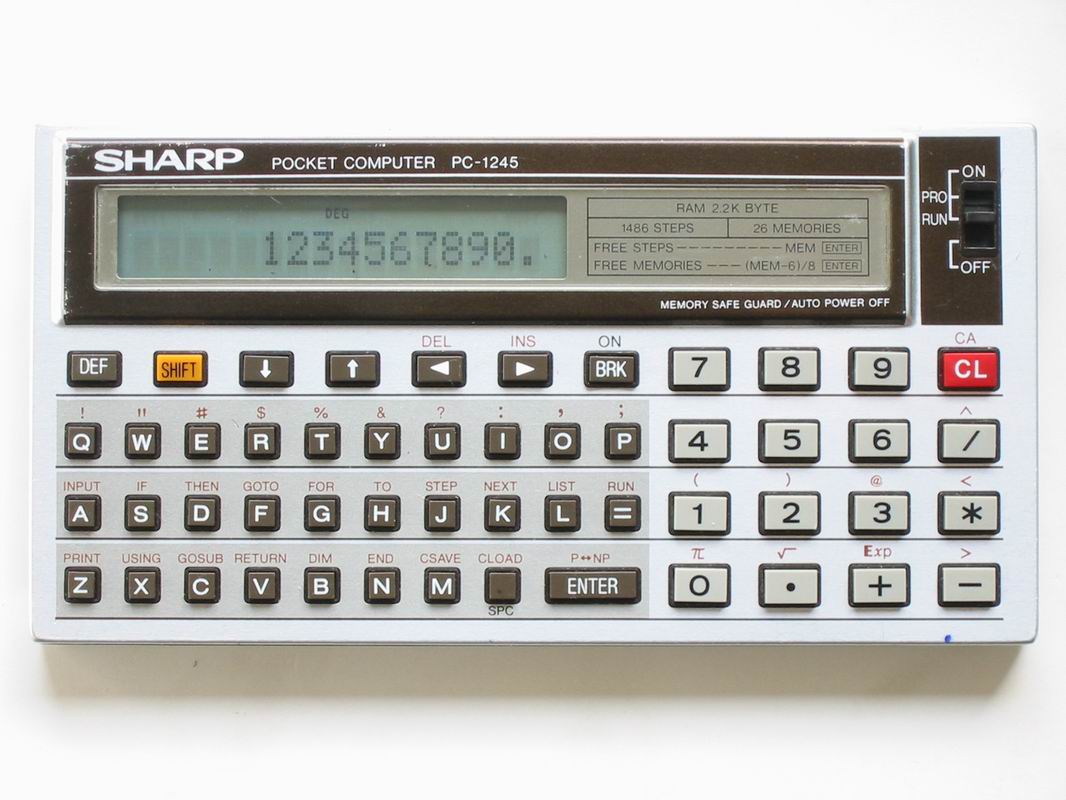 SHARP POCKET COMPUTER PC-1245
ON
PRO
RUN
OFF
DEG
1234567890.
RAM 2.2K BYTE
1486 STEPS 26 MEMORIES
FREE STEPS --------- MEM ENTER
FREE MEMORIES --- (MEM-6)/8 ENTER
MEMORY SAFE GUARD / AUTO POWER OFF
DEL INS ON CA
DEF SHIFT ↓ ↑ ◀ ▶ BRK 7 8 9 CL
! " # $ % & ? : , ; ^
Q W E R T Y U I O P 4 5 6 /
INPUT IF THEN GOTO FOR TO STEP NEXT LIST RUN ( ) @ <
A S D F G H J K L = 1 2 3 *
PRINT USING GOSUB RETURN DIM END CSAVE CLOAD P↔NP π √ Exp >
Z X C V B N M ENTER 0 . + −
SPC